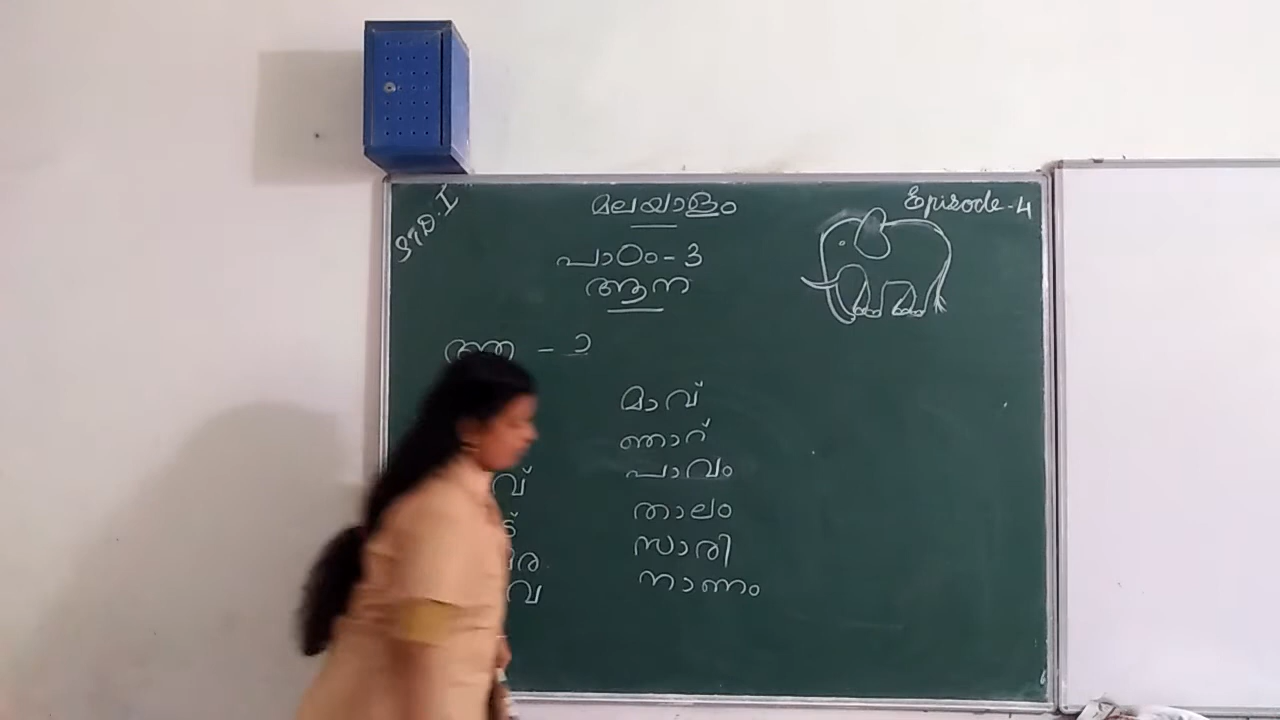 STD. I
മലയാളം
Episode-4
പാഠം-3
ആന
ആ - ാ
മാവ്
ഞാറ്
പാവം
താലം
സാരി
നാണം